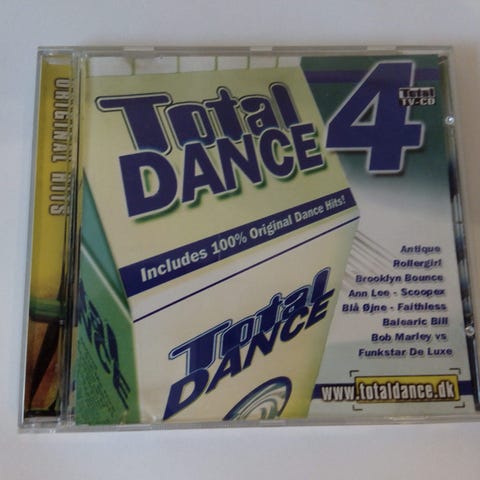 ORIGINAL HITS
Total
DANCE
4
Total
TV-CD
Includes 100% Original Dance Hits!
Total
DANCE
Antique
Rollergirl
Brooklyn Bounce
Ann Lee - Scoopex
Blå Øjne - Faithless
Balearic Bill
Bob Marley vs
Funkstar De Luxe
www.totaldance.dk